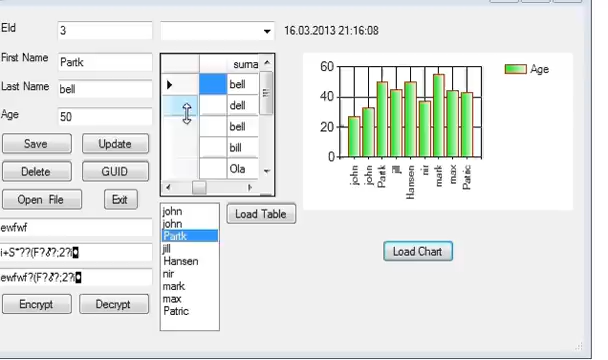 EId
3
16.03.2013 21:16:08
First Name
Partk
Last Name
bell
Age
50
Save
Update
Delete
GUID
Open File
Exit
ewfwf
Encrypt
Decrypt
suma
bell
dell
bell
bill
Ola
john
john
Partk
jill
Hansen
nir
mark
max
Patric
Load Table
60
40
20
0
john
john
Partk
jill
Hansen
nir
mark
max
Patric
Age
Load Chart